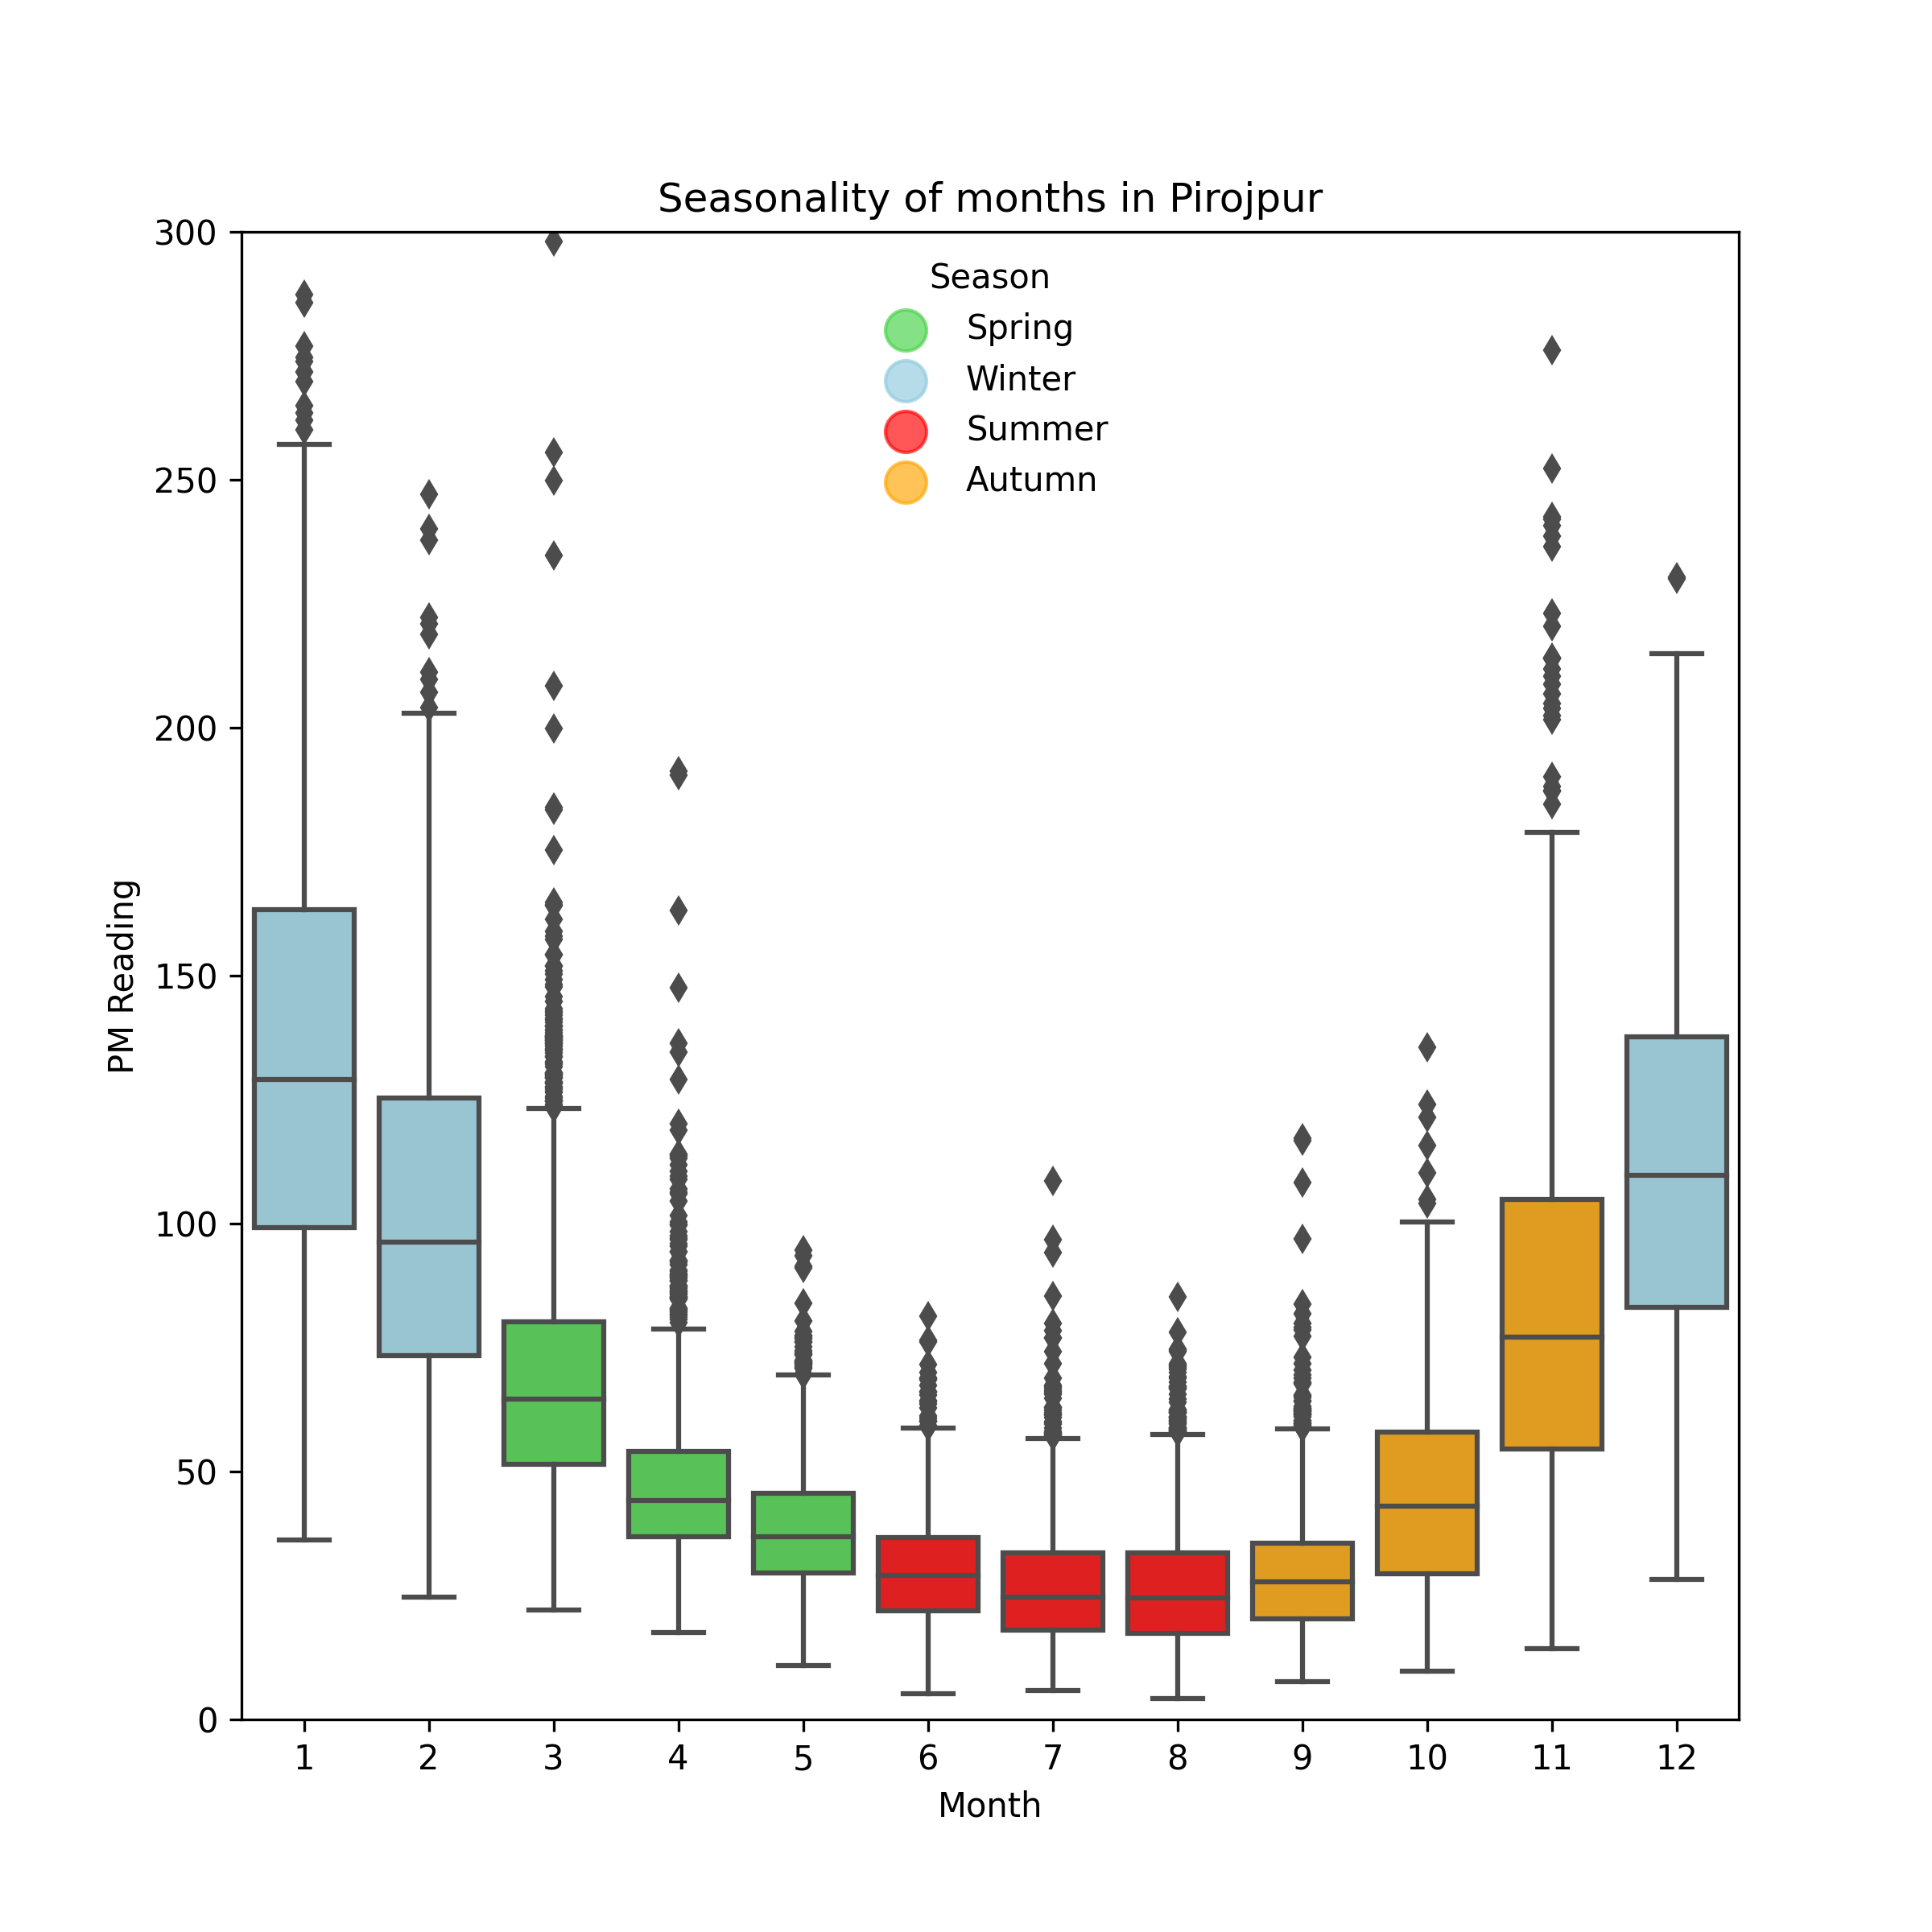 Seasonality of months in Pirojpur
Season
Spring
Winter
Summer
Autumn
PM Reading
300
250
200
150
100
50
0
1 2 3 4 5 6 7 8 9 10 11 12
Month